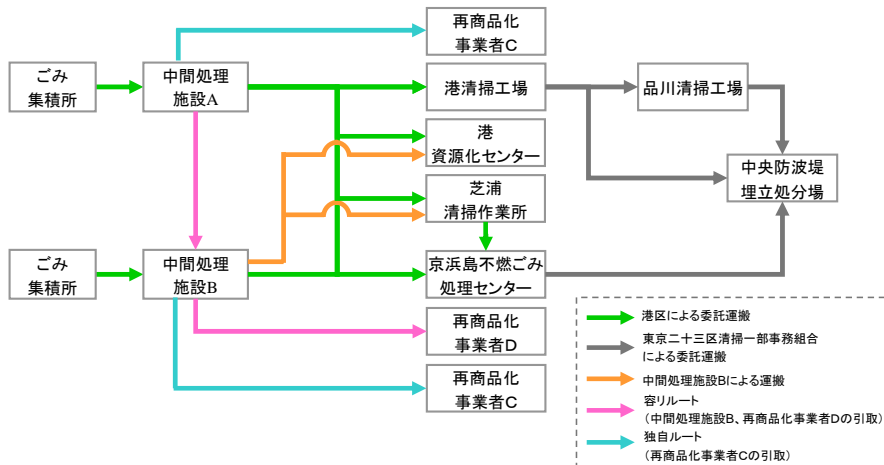 再商品化
事業者C
ごみ
集積所
中間処理
施設A
港清掃工場
品川清掃工場
港
資源化センター
中央防波堤
埋立処分場
芝浦
清掃作業所
ごみ
集積所
中間処理
施設B
京浜島不燃ごみ
処理センター
再商品化
事業者D
再商品化
事業者C
港区による委託運搬
東京二十三区清掃一部事務組合
による委託運搬
中間処理施設Bによる運搬
容リルート
（中間処理施設B、再商品化事業者Dの引取）
独自ルート
（再商品化事業者Cの引取）